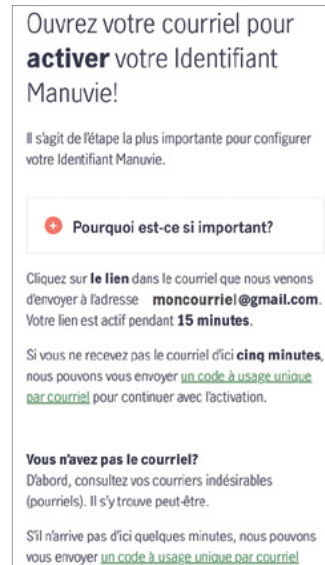 Ouvrez votre courriel pour
activer votre Identifiant
Manuvie!
Il s'agit de l'étape la plus importante pour configurer
votre Identifiant Manuvie.
Pourquoi est-ce si important?
Cliquez sur le lien dans le courriel que nous venons
d'envoyer à l'adresse moncourriel@gmail.com.
Votre lien est actif pendant 15 minutes.
Si vous ne recevez pas le courriel d'ici cinq minutes,
nous pouvons vous envoyer un code à usage unique
par courriel pour continuer avec l'activation.
Vous n'avez pas le courriel?
D'abord, consultez vos courriers indésirables
(pourriels). Il s'y trouve peut-être.
S'il n'arrive pas d'ici quelques minutes, nous pouvons
vous envoyer un code à usage unique par courriel